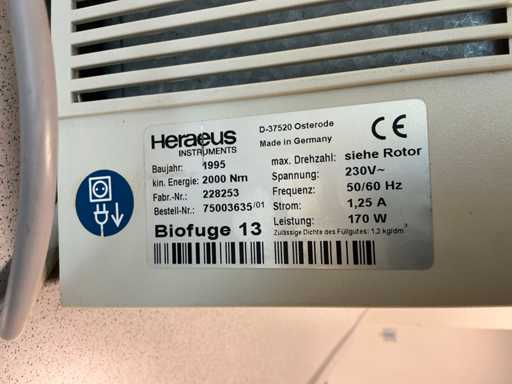 Heraeus
INSTRUMENTS
D-37520 Osterode
Made in Germany
CE
Baujahr: 1995
max. Drehzahl: siehe Rotor
kin. Energie: 2000 Nm
Spannung: 230V~
Fabr.-Nr.: 228253
Frequenz: 50/60 Hz
Bestell-Nr.: 75003635/01
Strom: 1,25 A
Biofuge 13
Leistung: 170 W
Zulässige Dichte des Füllgutes: 1,2 kg/dm³